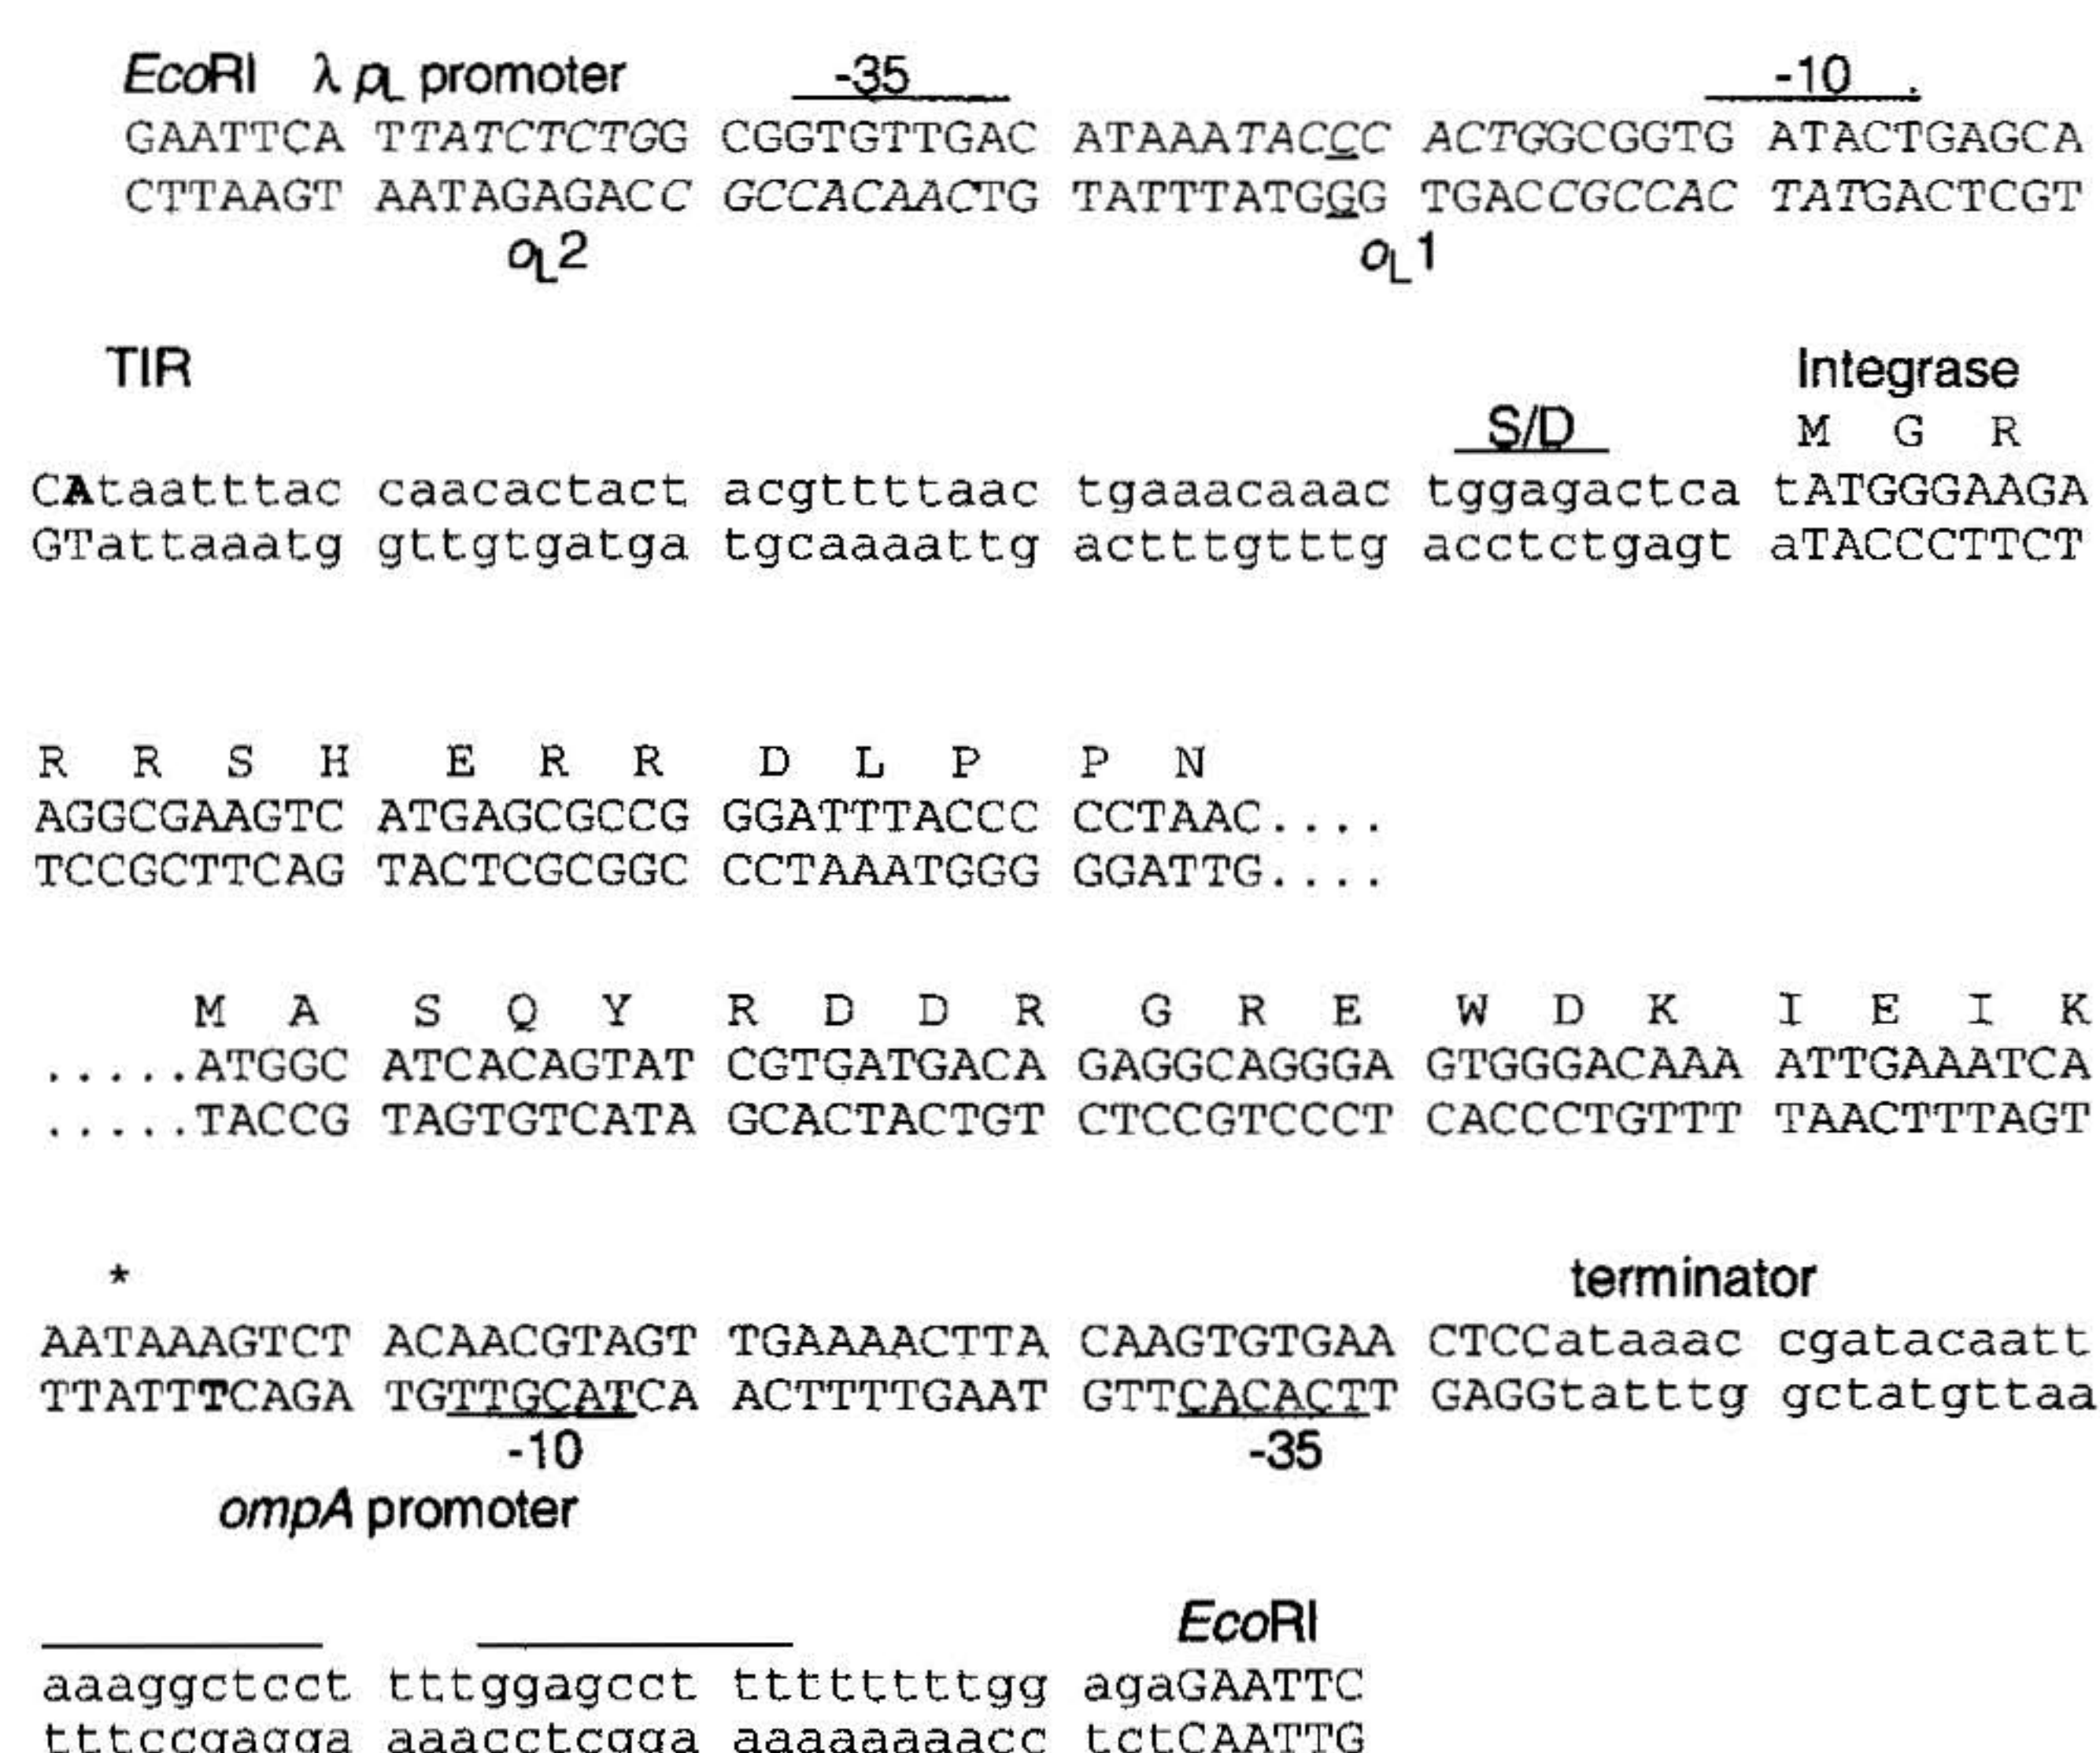 EcoRI λ pL promoter -35 -10 .
GAATTCA TTATCTCTGG CGGTGTTGAC ATAAATACCC ACTGGCGGTG ATACTGAGCA
CTTAAGT AATAGAGACC GCCACAACTG TATTTATGGG TGACCGCCAC TATGACTCGT
oL2 oL1
TIR Integrase
S/D M G R
CAtaatttac caacactact acgttttaac tgaaacaaac tggagactca tATGGGAAGA
GTattaaatg gttgtgatga tgcaaaattg actttgtttg acctctgagt aTACCCTTCT
R R S H E R R D L P P N
AGGCGAAGTC ATGAGCGCCG GGATTTACCC CCTAAC....
TCCGCTTCAG TACTCGCGGC CCTAAATGGG GGATTG....
M A S Q Y R D D R G R E W D K I E I K
.....ATGGC ATCACAGTAT CGTGATGACA GAGGCAGGGA GTGGGACAAA ATTGAAATCA
.....TACCG TAGTGTCATA GCACTACTGT CTCCGTCCCT CACCCTGTTT TAACTTTAGT
* terminator
AATAAAGTCT ACAACGTAGT TGAAAACTTA CAAGTGTGAA CTCCataaac cgatacaatt
TTATTTCAGA TGTTGCATCA ACTTTTGAAT GTTCACACTT GAGGtatttg gctatgttaa
-10 -35
ompA promoter
EcoRI
aaaggctcct tttggagcct ttttttttgg agaGAATTC
tttccgagga aaacctcgga aaaaaaaacc tctCAATTG